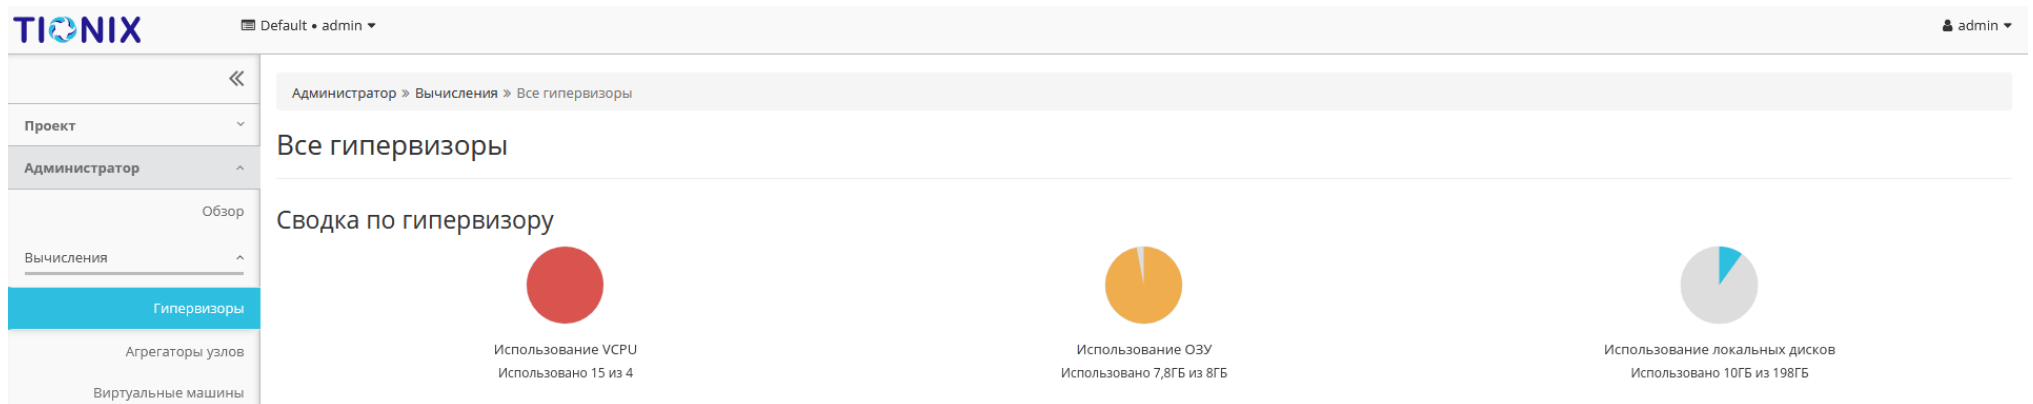 TIONIX
Default • admin
admin
Администратор » Вычисления » Все гипервизоры
Проект
Администратор
Обзор
Вычисления
Гипервизоры
Агрегаторы узлов
Виртуальные машины
Все гипервизоры
Сводка по гипервизору
Использование VCPU
Использовано 15 из 4
Использование ОЗУ
Использовано 7,8ГБ из 8ГБ
Использование локальных дисков
Использовано 10ГБ из 198ГБ